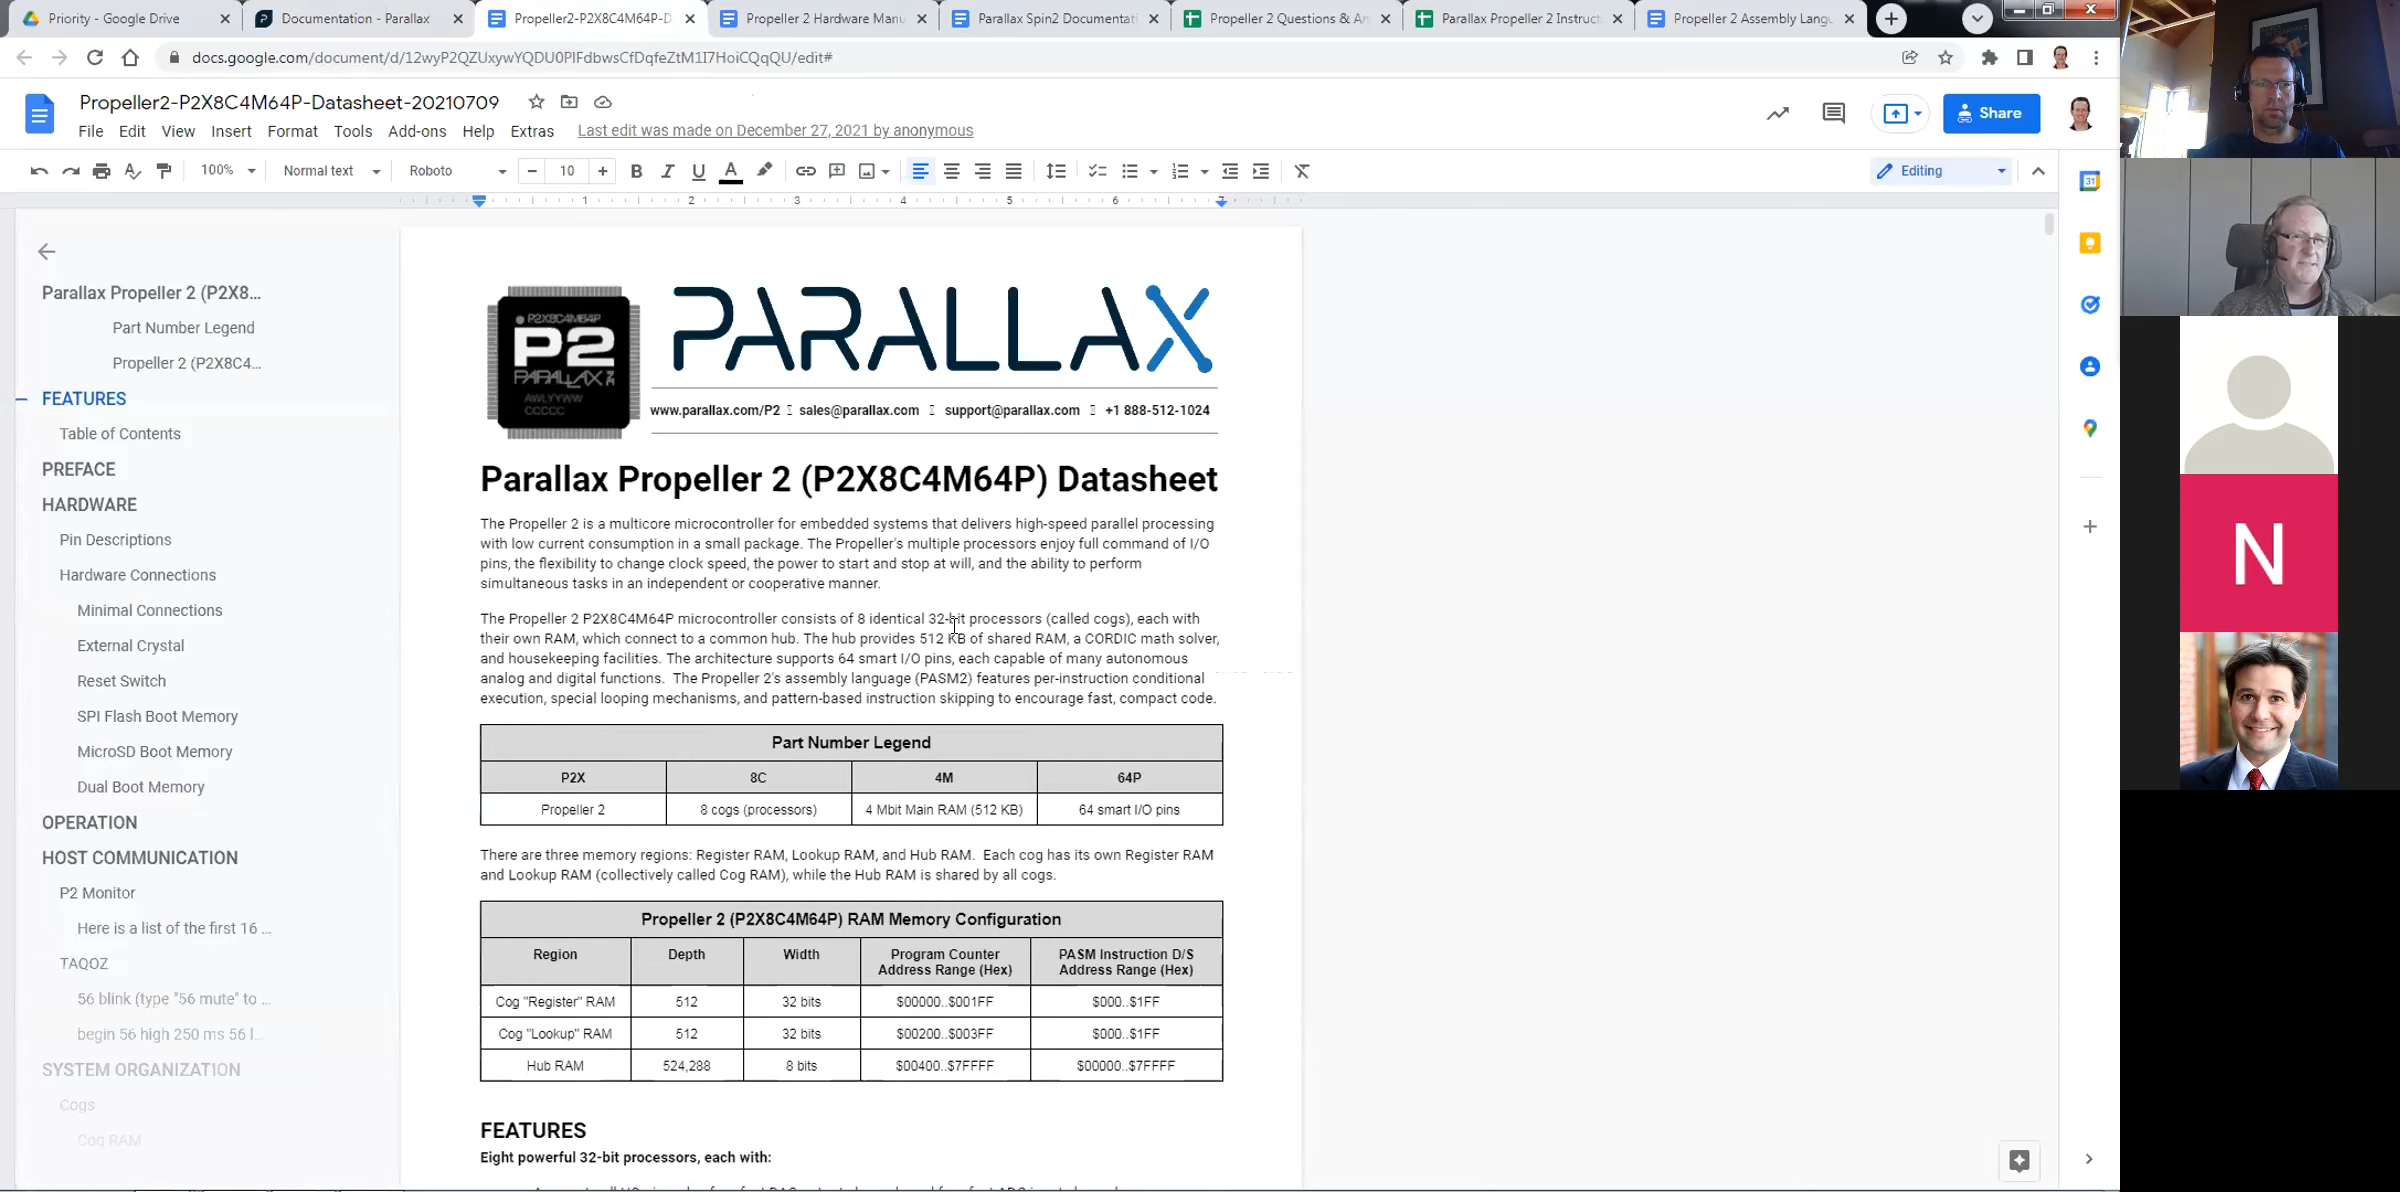 Priority - Google Drive
Documentation - Parallax
Propeller2-P2X8C4M64P-D
Propeller 2 Hardware Manu
Parallax Spin2 Documentati
Propeller 2 Questions & An
Parallax Propeller 2 Instruct
Propeller 2 Assembly Langu
docs.google.com/document/d/12wyP2QZUxywYQDU0PlFdbwsCfDqfeZtM1I7HoiCQqQU/edit#
Propeller2-P2X8C4M64P-Datasheet-20210709
File Edit View Insert Format Tools Add-ons Help Extras Last edit was made on December 27, 2021 by anonymous
Share
100% Normal text Roboto 10 B I U A Editing
1 2 3 4 5 6 7
31
Parallax Propeller 2 (P2X8...
Part Number Legend
Propeller 2 (P2X8C4...
FEATURES
Table of Contents
PREFACE
HARDWARE
Pin Descriptions
Hardware Connections
Minimal Connections
External Crystal
Reset Switch
SPI Flash Boot Memory
MicroSD Boot Memory
Dual Boot Memory
OPERATION
HOST COMMUNICATION
P2 Monitor
Here is a list of the first 16 ...
TAQOZ
56 blink (type "56 mute" to ...
begin 56 high 250 ms 56 l...
SYSTEM ORGANIZATION
Cogs
Cog RAM
P2X8C4M64P
P2
PARALLAX
AWLYYWW
CCCCC
PARALLAX
www.parallax.com/P2 sales@parallax.com support@parallax.com +1 888-512-1024
Parallax Propeller 2 (P2X8C4M64P) Datasheet
The Propeller 2 is a multicore microcontroller for embedded systems that delivers high-speed parallel processing
with low current consumption in a small package. The Propeller's multiple processors enjoy full command of I/O
pins, the flexibility to change clock speed, the power to start and stop at will, and the ability to perform
simultaneous tasks in an independent or cooperative manner.
The Propeller 2 P2X8C4M64P microcontroller consists of 8 identical 32-bit processors (called cogs), each with
their own RAM, which connect to a common hub. The hub provides 512 KB of shared RAM, a CORDIC math solver,
and housekeeping facilities. The architecture supports 64 smart I/O pins, each capable of many autonomous
analog and digital functions. The Propeller 2's assembly language (PASM2) features per-instruction conditional
execution, special looping mechanisms, and pattern-based instruction skipping to encourage fast, compact code.
Part Number Legend
P2X 8C 4M 64P
Propeller 2 8 cogs (processors) 4 Mbit Main RAM (512 KB) 64 smart I/O pins
There are three memory regions: Register RAM, Lookup RAM, and Hub RAM. Each cog has its own Register RAM
and Lookup RAM (collectively called Cog RAM), while the Hub RAM is shared by all cogs.
Propeller 2 (P2X8C4M64P) RAM Memory Configuration
Region Depth Width Program Counter Address Range (Hex) PASM Instruction D/S Address Range (Hex)
Cog "Register" RAM 512 32 bits $00000..$001FF $000..$1FF
Cog "Lookup" RAM 512 32 bits $00200..$003FF $000..$1FF
Hub RAM 524,288 8 bits $00400..$7FFFF $00000..$7FFFF
FEATURES
Eight powerful 32-bit processors, each with:
N